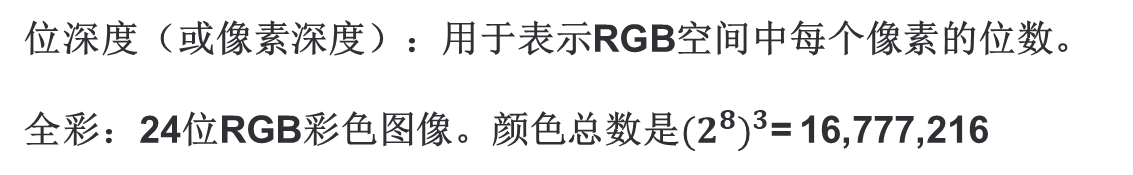 位深度（或像素深度）：用于表示RGB空间中每个像素的位数。
全彩：24位RGB彩色图像。颜色总数是(2⁸)³= 16,777,216